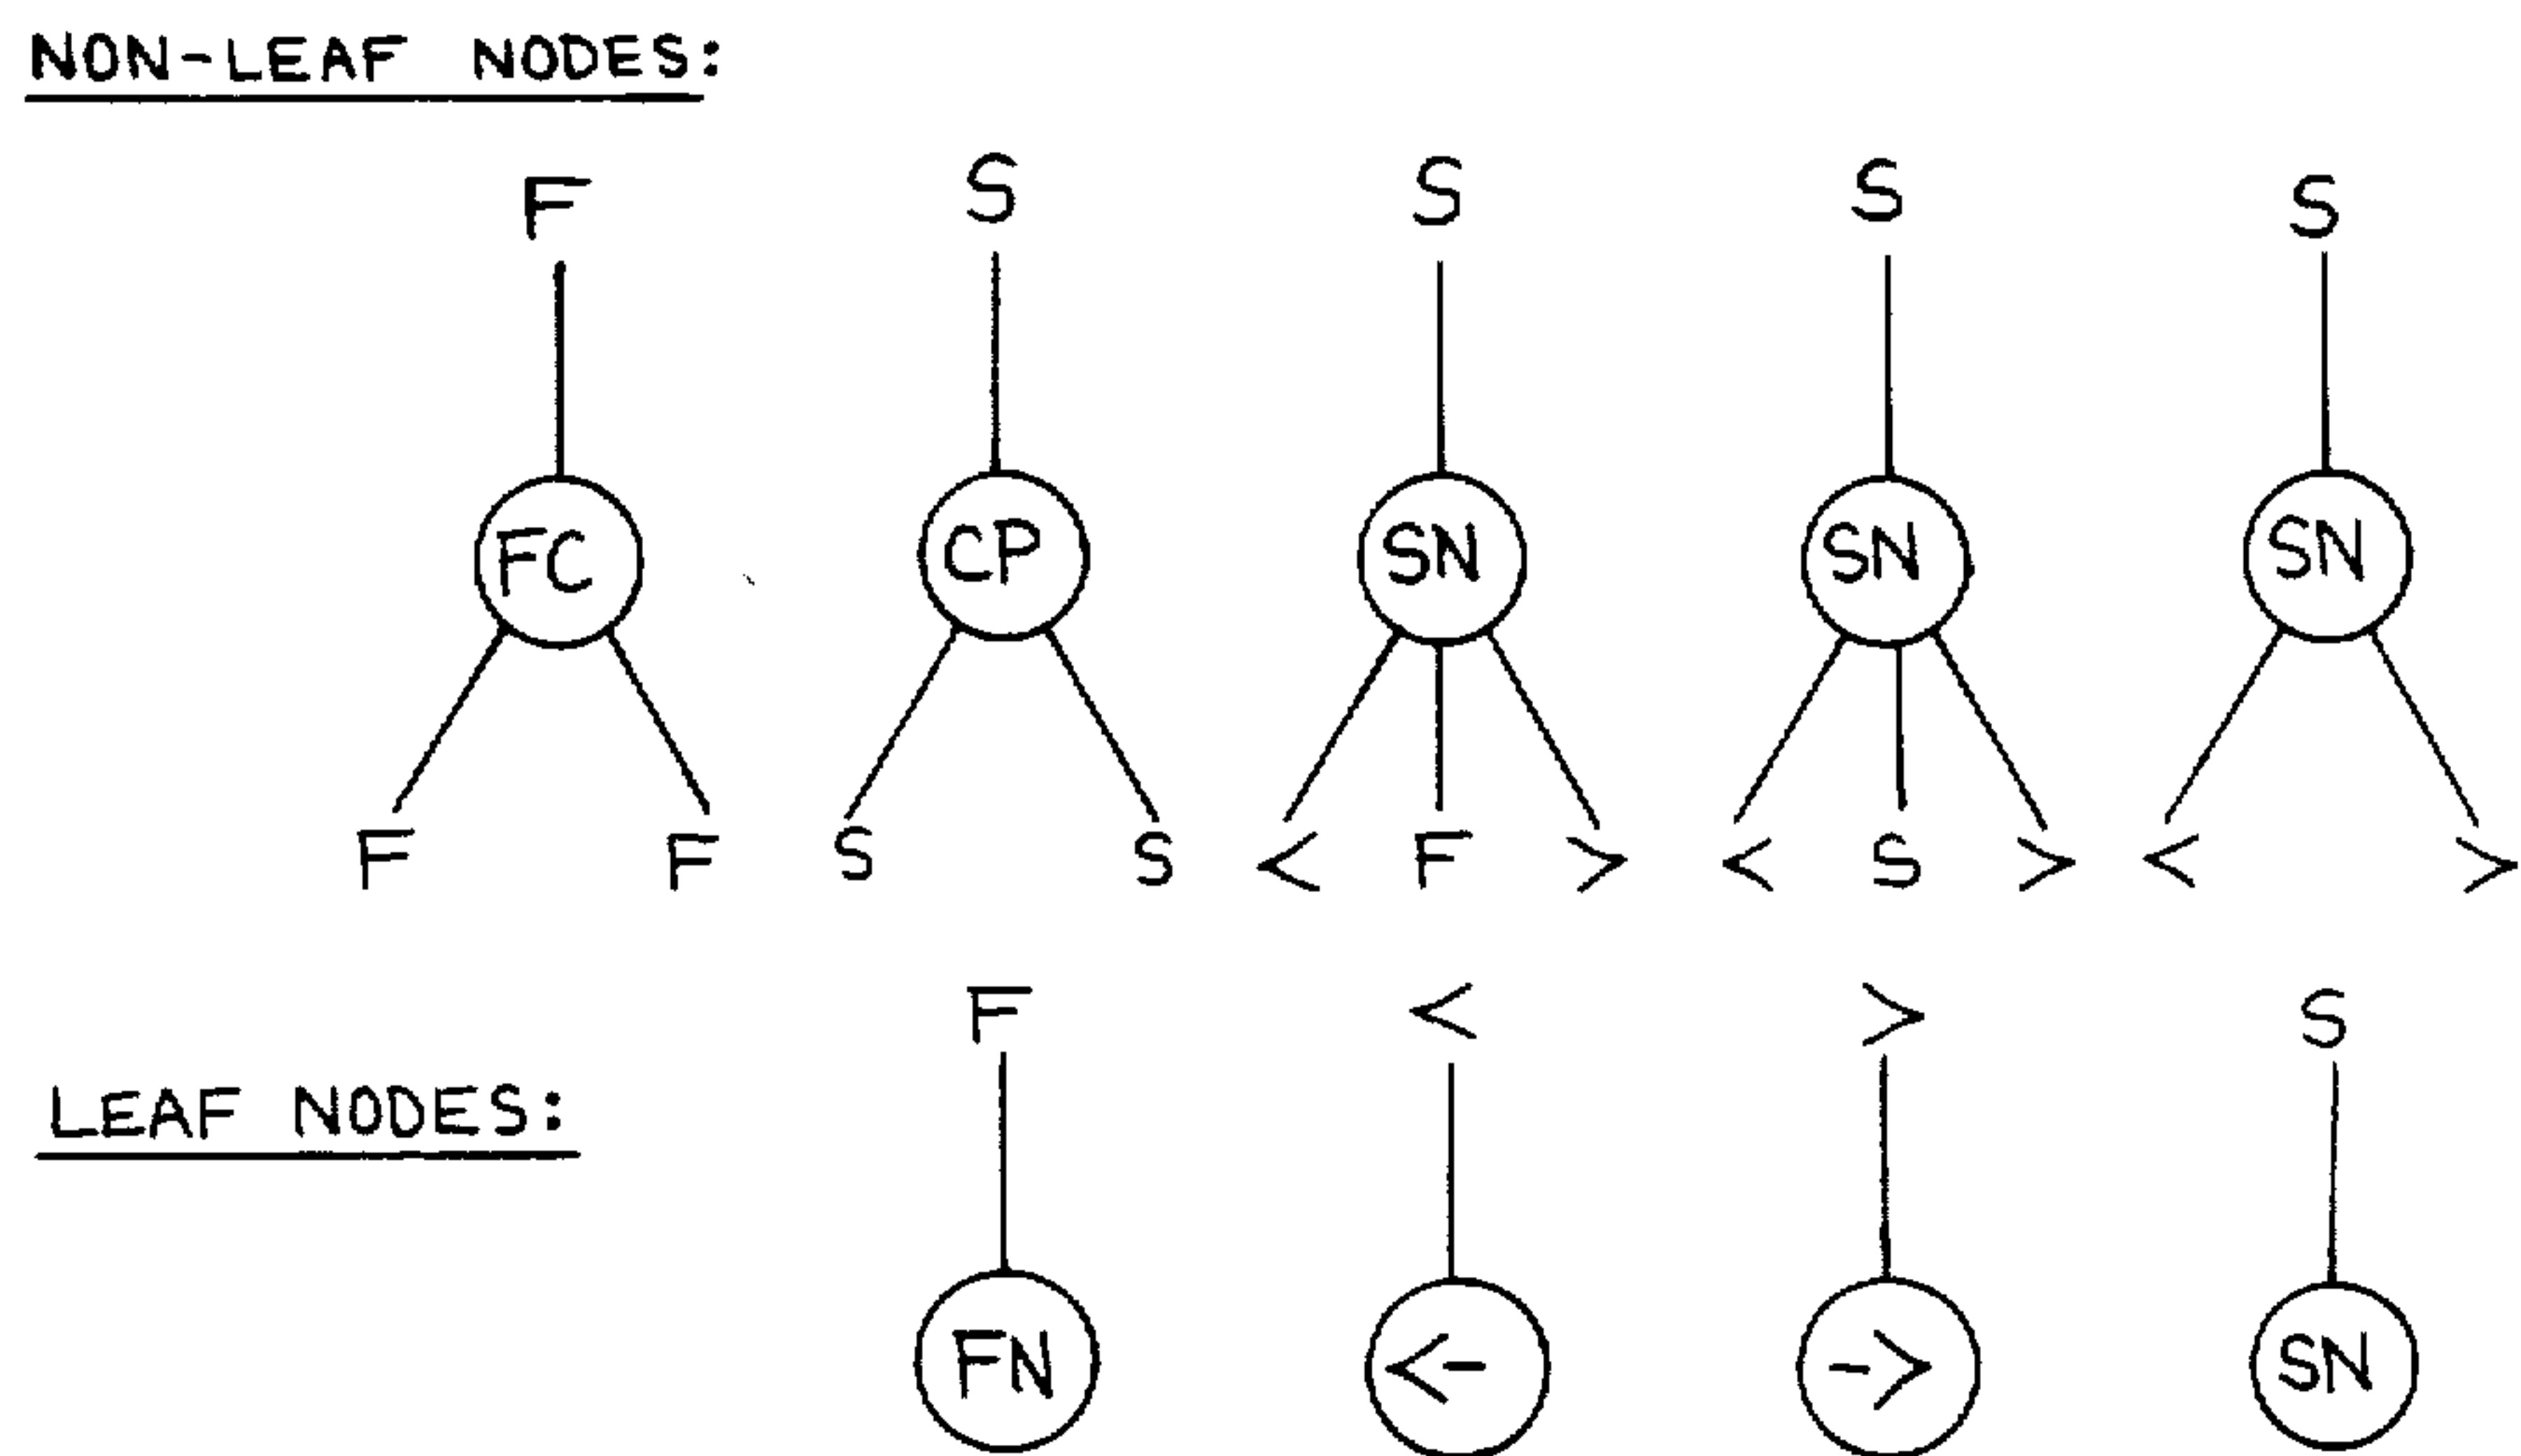 NON-LEAF NODES:
F S S S S
FC CP SN SN SN
F F S S < F > < S > < >
F < > S
LEAF NODES:
FN <- -> SN